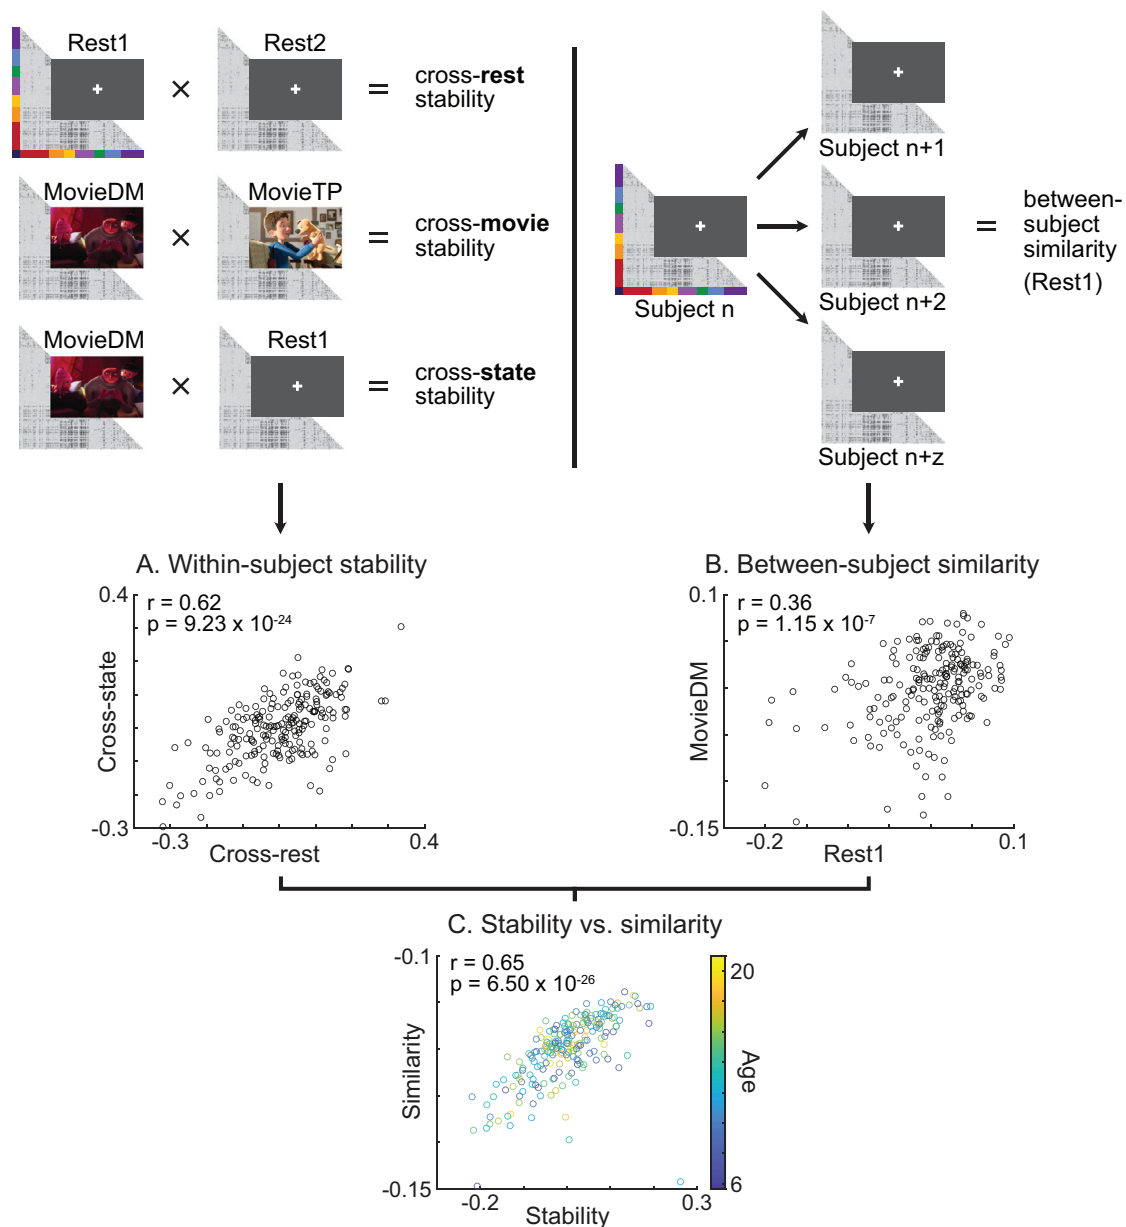 Rest1
Rest2
×
=
cross-rest
stability
MovieDM
MovieTP
×
=
cross-movie
stability
MovieDM
Rest1
×
=
cross-state
stability
Subject n
Subject n+1
Subject n+2
Subject n+z
=
between-
subject
similarity
(Rest1)
A. Within-subject stability
0.4
r = 0.62
p = 9.23 x 10⁻²⁴
Cross-state
-0.3
-0.3
0.4
Cross-rest
B. Between-subject similarity
0.1
r = 0.36
p = 1.15 x 10⁻⁷
MovieDM
-0.15
-0.2
0.1
Rest1
C. Stability vs. similarity
-0.1
r = 0.65
p = 6.50 x 10⁻²⁶
Similarity
-0.15
-0.2
0.3
Stability
20
Age
6